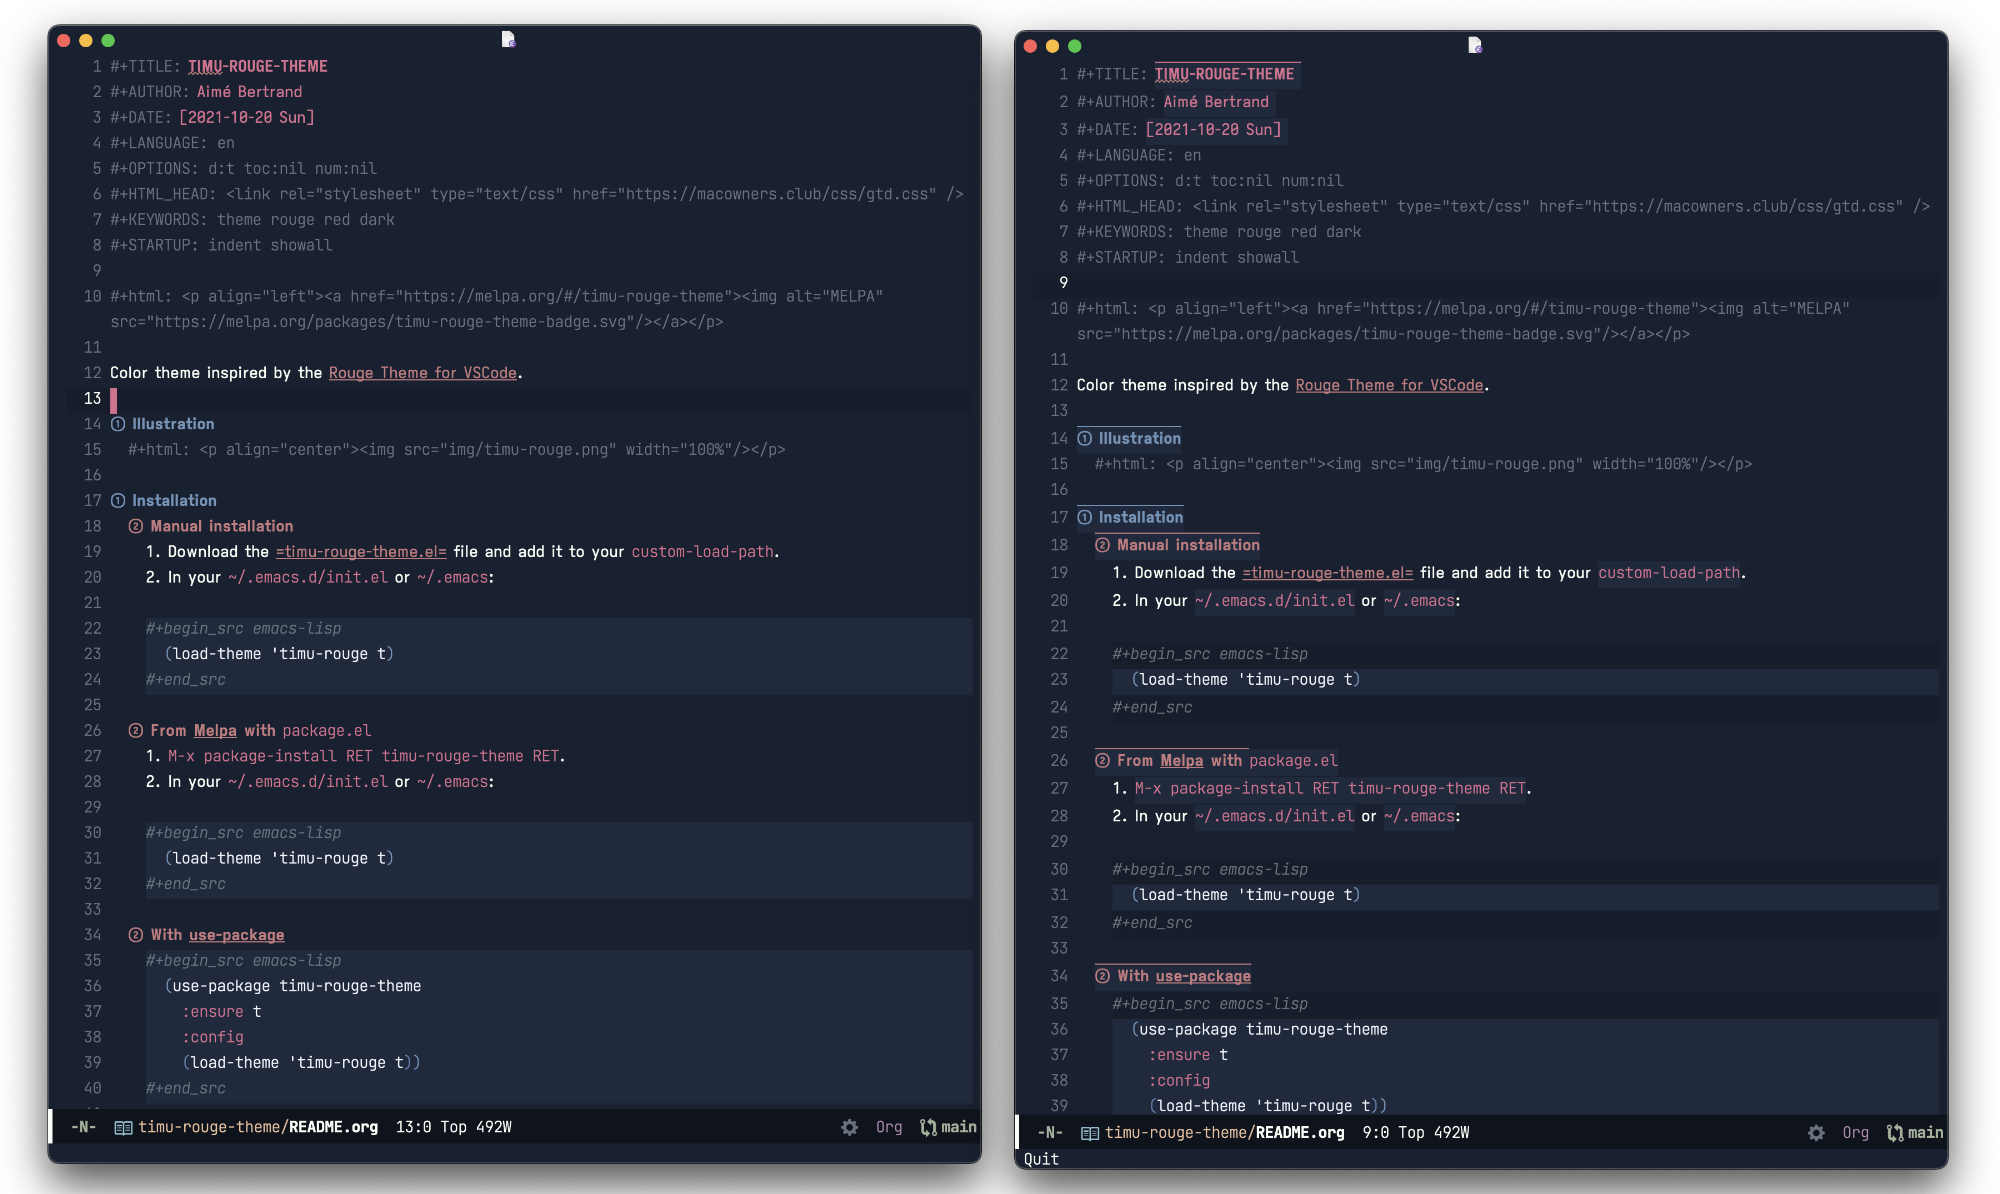 1 #+TITLE: TIMU-ROUGE-THEME
2 #+AUTHOR: Aimé Bertrand
3 #+DATE: [2021-10-20 Sun]
4 #+LANGUAGE: en
5 #+OPTIONS: d:t toc:nil num:nil
6 #+HTML_HEAD: <link rel="stylesheet" type="text/css" href="https://macowners.club/css/gtd.css" />
7 #+KEYWORDS: theme rouge red dark
8 #+STARTUP: indent showall
9
10 #+html: <p align="left"><a href="https://melpa.org/#/timu-rouge-theme"><img alt="MELPA"
src="https://melpa.org/packages/timu-rouge-theme-badge.svg"/></a></p>
11
12 Color theme inspired by the Rouge Theme for VSCode.
13
14 ① Illustration
15 #+html: <p align="center"><img src="img/timu-rouge.png" width="100%"/></p>
16
17 ① Installation
18 ② Manual installation
19 1. Download the =timu-rouge-theme.el= file and add it to your custom-load-path.
20 2. In your ~/.emacs.d/init.el or ~/.emacs:
21
22 #+begin_src emacs-lisp
23 (load-theme 'timu-rouge t)
24 #+end_src
25
26 ② From Melpa with package.el
27 1. M-x package-install RET timu-rouge-theme RET.
28 2. In your ~/.emacs.d/init.el or ~/.emacs:
29
30 #+begin_src emacs-lisp
31 (load-theme 'timu-rouge t)
32 #+end_src
33
34 ② With use-package
35 #+begin_src emacs-lisp
36 (use-package timu-rouge-theme
37 :ensure t
38 :config
39 (load-theme 'timu-rouge t))
40 #+end_src
-N- timu-rouge-theme/README.org 13:0 Top 492W Org main
1 #+TITLE: TIMU-ROUGE-THEME
2 #+AUTHOR: Aimé Bertrand
3 #+DATE: [2021-10-20 Sun]
4 #+LANGUAGE: en
5 #+OPTIONS: d:t toc:nil num:nil
6 #+HTML_HEAD: <link rel="stylesheet" type="text/css" href="https://macowners.club/css/gtd.css" />
7 #+KEYWORDS: theme rouge red dark
8 #+STARTUP: indent showall
9
10 #+html: <p align="left"><a href="https://melpa.org/#/timu-rouge-theme"><img alt="MELPA"
src="https://melpa.org/packages/timu-rouge-theme-badge.svg"/></a></p>
11
12 Color theme inspired by the Rouge Theme for VSCode.
13
14 ① Illustration
15 #+html: <p align="center"><img src="img/timu-rouge.png" width="100%"/></p>
16
17 ① Installation
18 ② Manual installation
19 1. Download the =timu-rouge-theme.el= file and add it to your custom-load-path.
20 2. In your ~/.emacs.d/init.el or ~/.emacs:
21
22 #+begin_src emacs-lisp
23 (load-theme 'timu-rouge t)
24 #+end_src
25
26 ② From Melpa with package.el
27 1. M-x package-install RET timu-rouge-theme RET.
28 2. In your ~/.emacs.d/init.el or ~/.emacs:
29
30 #+begin_src emacs-lisp
31 (load-theme 'timu-rouge t)
32 #+end_src
33
34 ② With use-package
35 #+begin_src emacs-lisp
36 (use-package timu-rouge-theme
37 :ensure t
38 :config
39 (load-theme 'timu-rouge t))
-N- timu-rouge-theme/README.org 9:0 Top 492W Org main
Quit